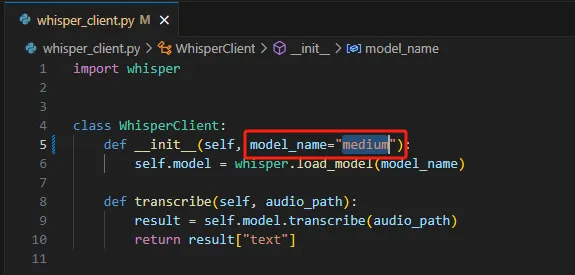 whisper_client.py M
whisper_client.py > WhisperClient > __init__ > model_name
1 import whisper
2
3
4 class WhisperClient:
5     def __init__(self, model_name="medium"):
6         self.model = whisper.load_model(model_name)
7
8     def transcribe(self, audio_path):
9         result = self.model.transcribe(audio_path)
10         return result["text"]
11